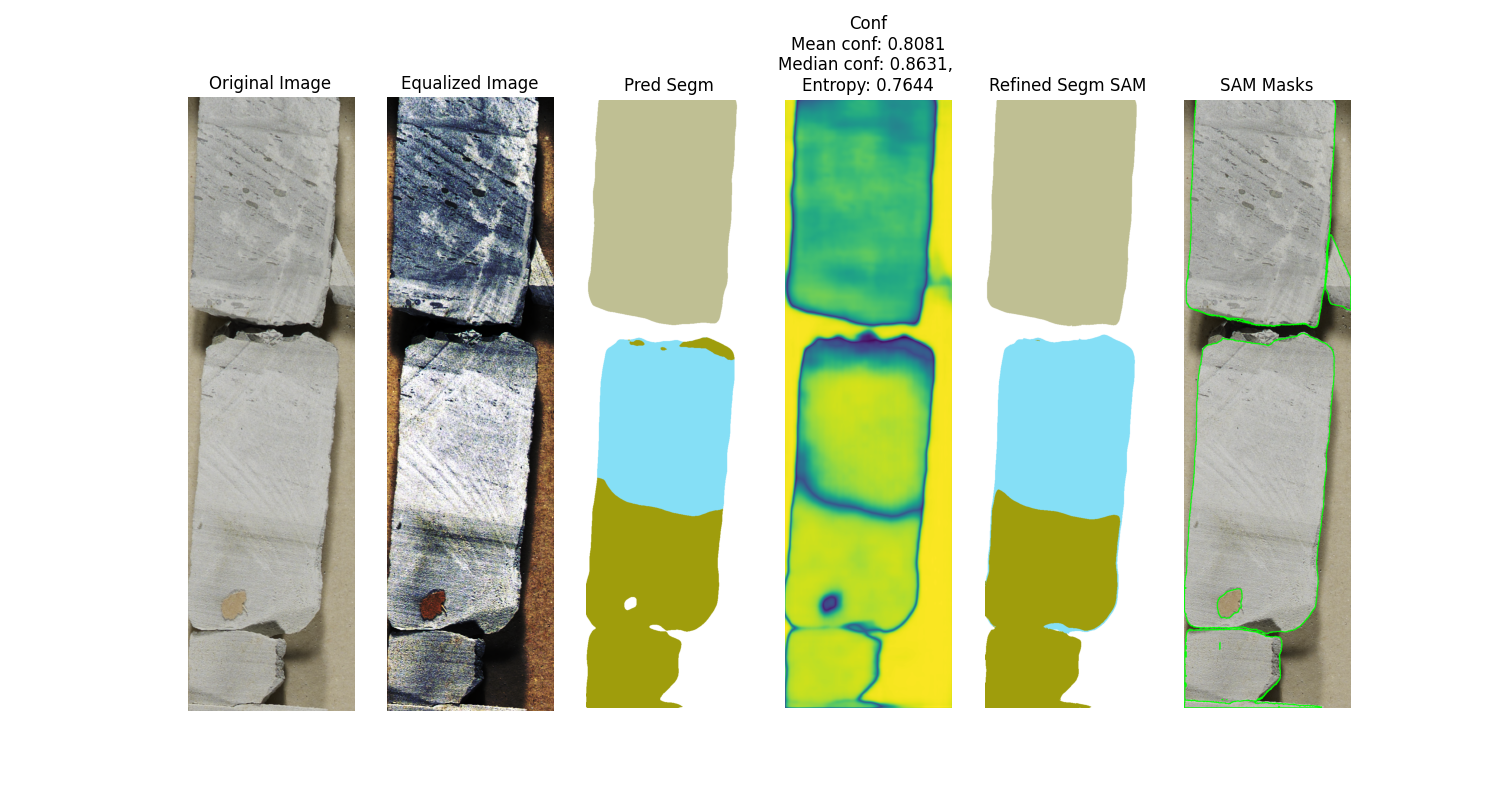 Original Image
Equalized Image
Pred Segm
Conf
Mean conf: 0.8081
Median conf: 0.8631,
Entropy: 0.7644
Refined Segm SAM
SAM Masks